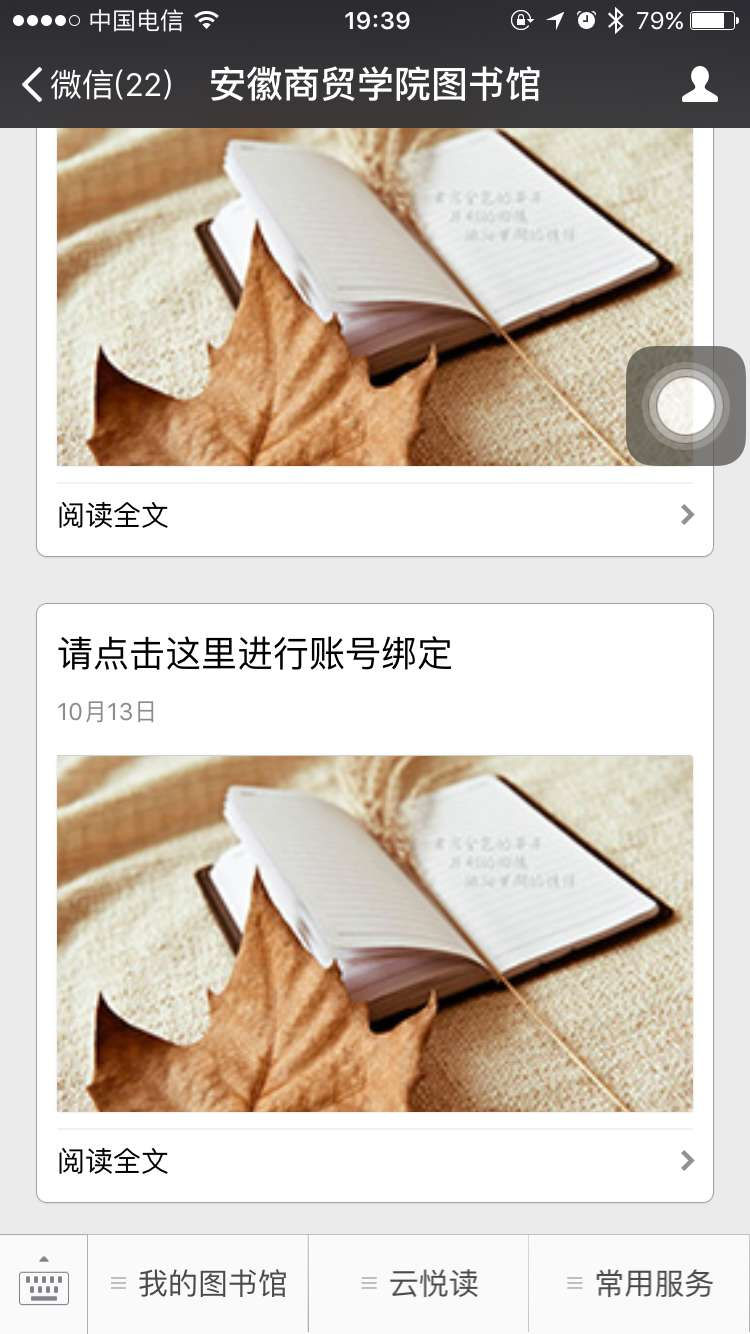 中国电信 19:39 79%
微信(22) 安徽商贸学院图书馆
阅读全文
请点击这里进行账号绑定
10月13日
阅读全文
我的图书馆 云悦读 常用服务